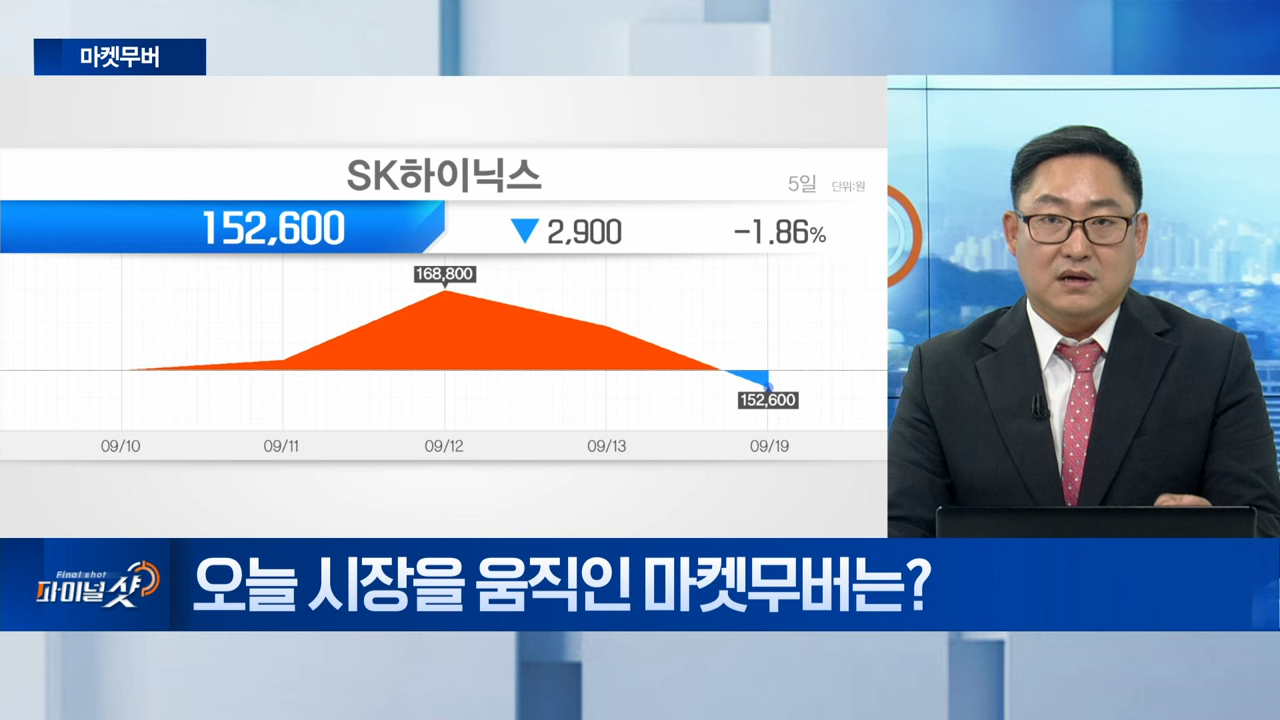 마켓무버
SK하이닉스
5일 단위:원
152,600 ▼ 2,900 -1.86%
168,800
152,600
09/10 09/11 09/12 09/13 09/19
Final shot
파이널샷
오늘 시장을 움직인 마켓무버는?